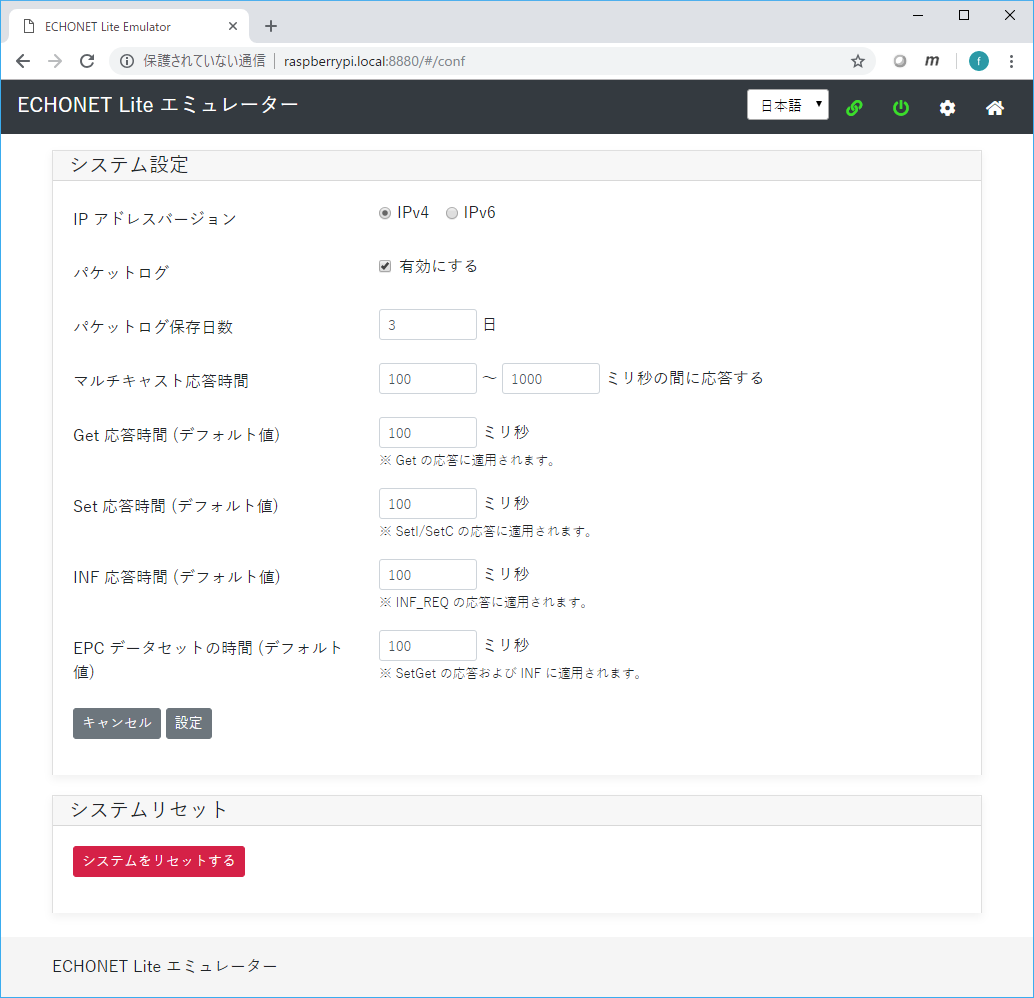 ECHONET Lite Emulator
保護されていない通信
raspberrypi.local:8880/#/conf
m
f
ECHONET Lite エミュレーター
日本語
システム設定
IP アドレスバージョン
IPv4 IPv6
パケットログ
有効にする
パケットログ保存日数
3 日
マルチキャスト応答時間
100 ～ 1000 ミリ秒の間に応答する
Get 応答時間 (デフォルト値)
100 ミリ秒
※ Get の応答に適用されます。
Set 応答時間 (デフォルト値)
100 ミリ秒
※ SetI/SetC の応答に適用されます。
INF 応答時間 (デフォルト値)
100 ミリ秒
※ INF_REQ の応答に適用されます。
EPC データセットの時間 (デフォルト
値)
100 ミリ秒
※ SetGet の応答および INF に適用されます。
キャンセル 設定
システムリセット
システムをリセットする
ECHONET Lite エミュレーター